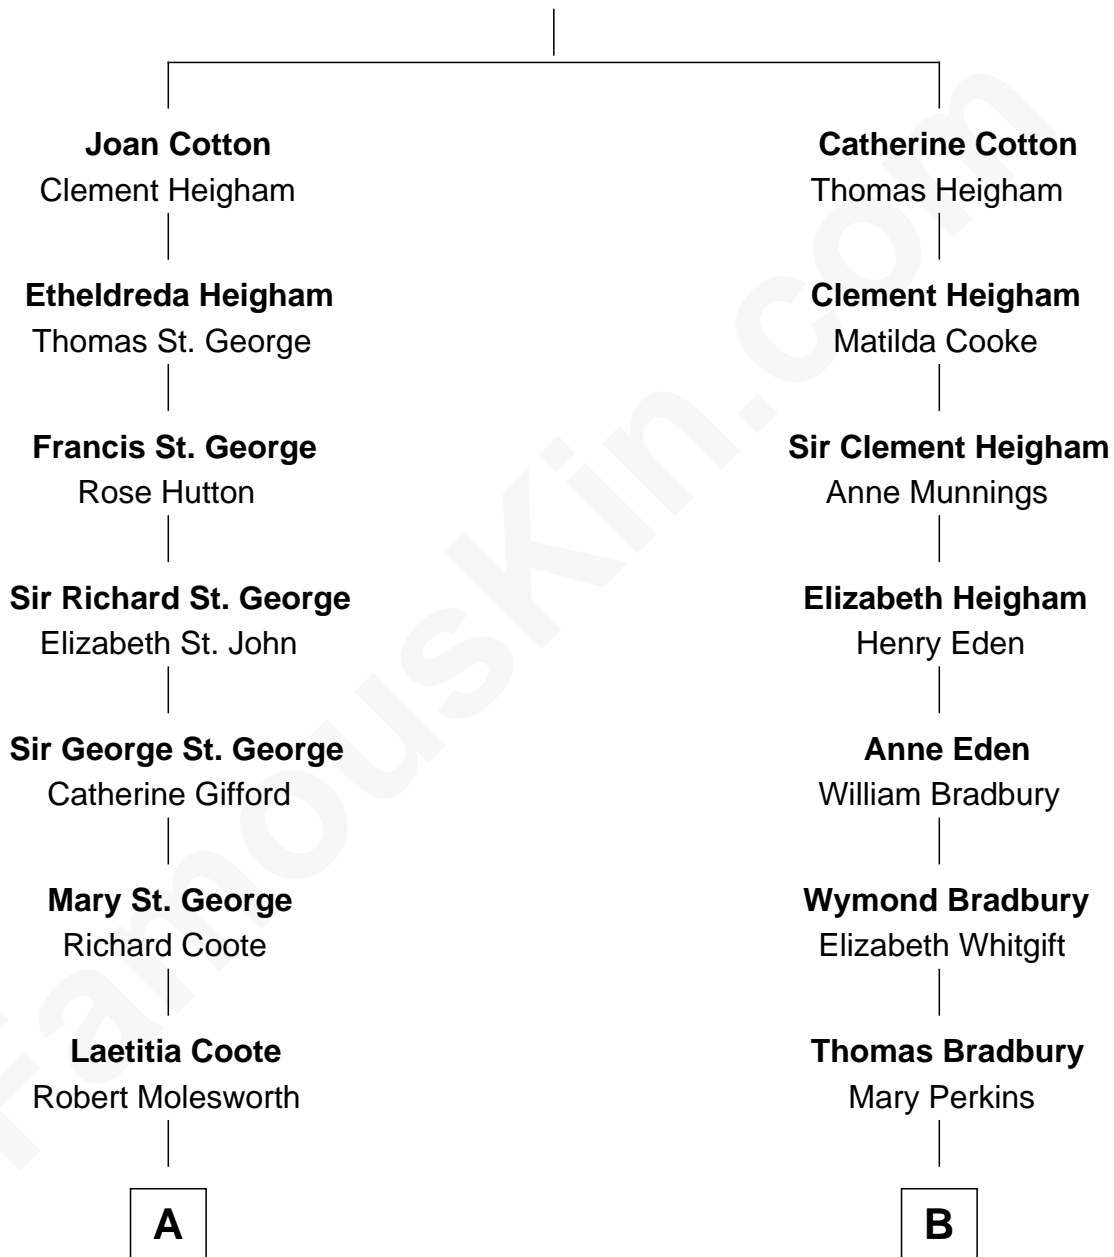 Joan Cotton
Clement Heigham
Catherine Cotton
Thomas Heigham
Etheldreda Heigham
Thomas St. George
Clement Heigham
Matilda Cooke
Francis St. George
Rose Hutton
Sir Clement Heigham
Anne Munnings
Sir Richard St. George
Elizabeth St. John
Elizabeth Heigham
Henry Eden
Sir George St. George
Catherine Gifford
Anne Eden
William Bradbury
Mary St. George
Richard Coote
Wymond Bradbury
Elizabeth Whitgift
Laetitia Coote
Robert Molesworth
Thomas Bradbury
Mary Perkins
A
B
FamousKin.com